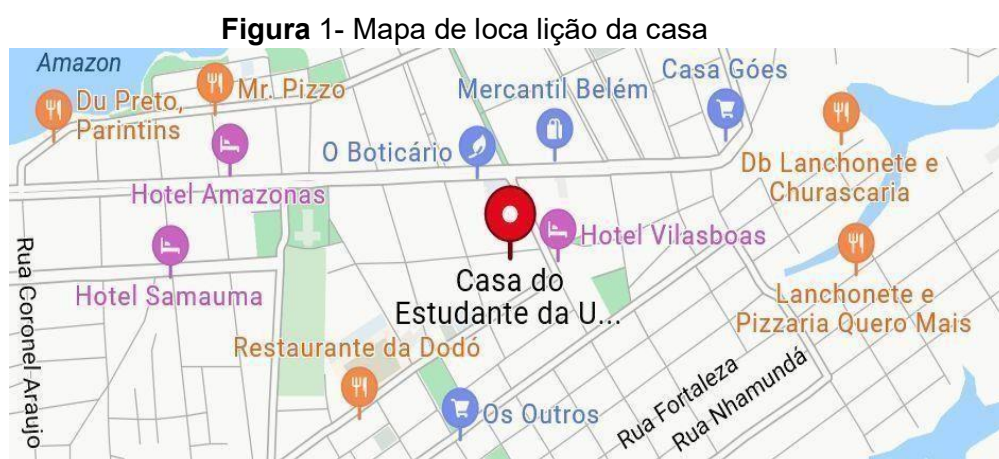 Figura 1- Mapa de loca lição da casa
Amazon
Du Preto,
Parintins
Mr. Pizzo
Mercantil Belém
Casa Góes
O Boticário
Hotel Amazonas
Db Lanchonete e
Churascaria
Hotel Vilasboas
Rua Coronel Araujo
Hotel Samauma
Casa do
Estudante da U...
Lanchonete e
Pizzaria Quero Mais
Restaurante da Dodó
Os Outros
Rua Fortaleza
Rua Nhamundá